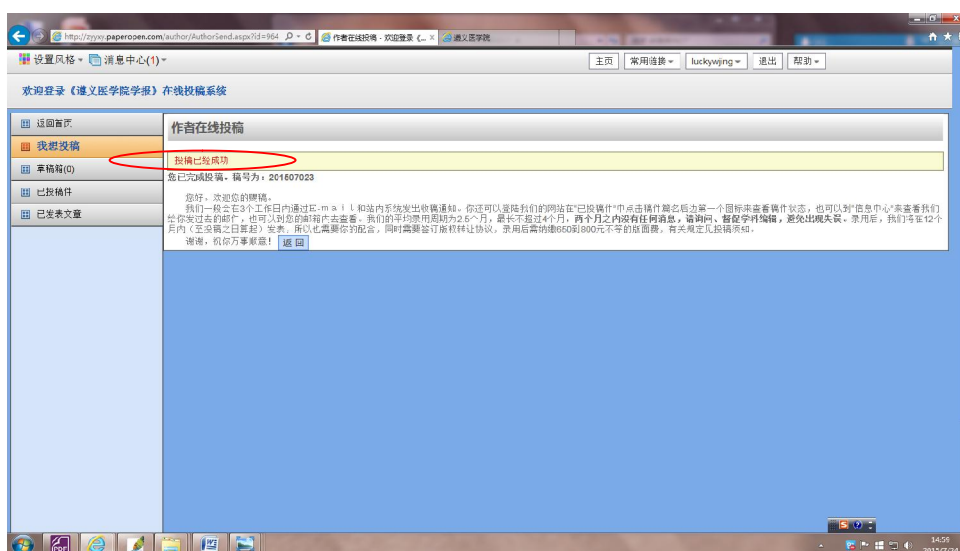 http://zyyxy.paperopen.com/author/AuthorSend.aspx?id=964
作者在线投稿 - 欢迎登录《...
遵义医学院
设置风格
消息中心(1)
主页
常用链接
luckywjing
退出
帮助
欢迎登录《遵义医学院学报》在线投稿系统
返回首页
我想投稿
草稿箱(0)
已投稿件
已发表文章
作者在线投稿
投稿已经成功
您已完成投稿。稿号为：201507023
您好，欢迎您的赐稿。
我们一般会在3个工作日内通过E-mail和站内系统发出收稿通知。你还可以登陆我们的网站在"已投稿件"中点击稿件篇名后边第一个图标来查看稿件状态，也可以到"信息中心"来查看我们
给你发过去的邮件，也可以到您的邮箱内去查看。我们的平均录用周期为2.5个月，最长不超过4个月，两个月之内没有任何消息，请询问、督促学科编辑，避免出现失误。录用后，我们将在12个
月内（至投稿之日算起）发表，所以也需要你的配合，同时需要签订版权转让协议，录用后需纳缴650到800元不等的版面费，有关规定见投稿须知。
谢谢，祝你万事顺意！ 返 回
14:59
2015/7/24